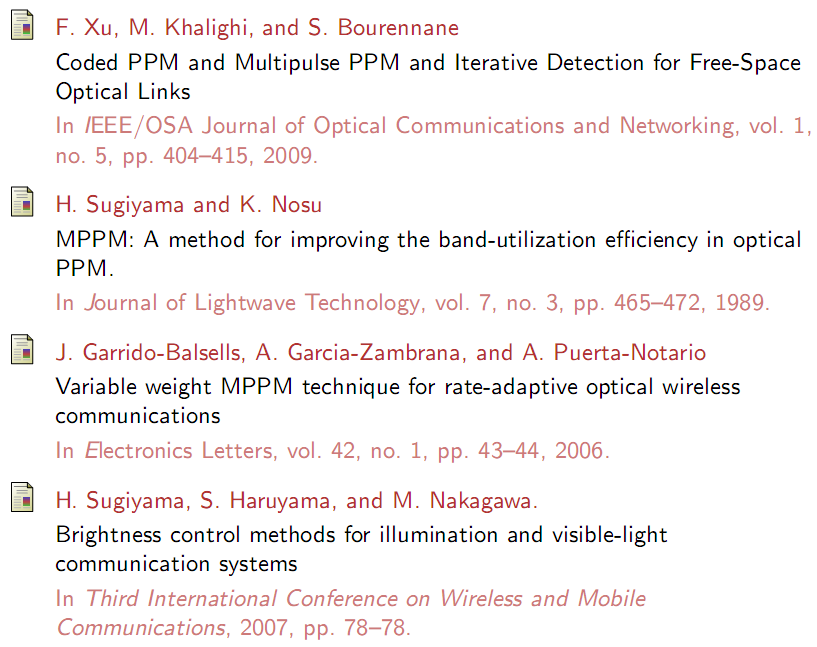 F. Xu, M. Khalighi, and S. Bourennane
Coded PPM and Multipulse PPM and Iterative Detection for Free-Space
Optical Links
In IEEE/OSA Journal of Optical Communications and Networking, vol. 1,
no. 5, pp. 404–415, 2009.
H. Sugiyama and K. Nosu
MPPM: A method for improving the band-utilization efficiency in optical
PPM.
In Journal of Lightwave Technology, vol. 7, no. 3, pp. 465–472, 1989.
J. Garrido-Balsells, A. Garcia-Zambrana, and A. Puerta-Notario
Variable weight MPPM technique for rate-adaptive optical wireless
communications
In Electronics Letters, vol. 42, no. 1, pp. 43–44, 2006.
H. Sugiyama, S. Haruyama, and M. Nakagawa.
Brightness control methods for illumination and visible-light
communication systems
In Third International Conference on Wireless and Mobile
Communications, 2007, pp. 78–78.